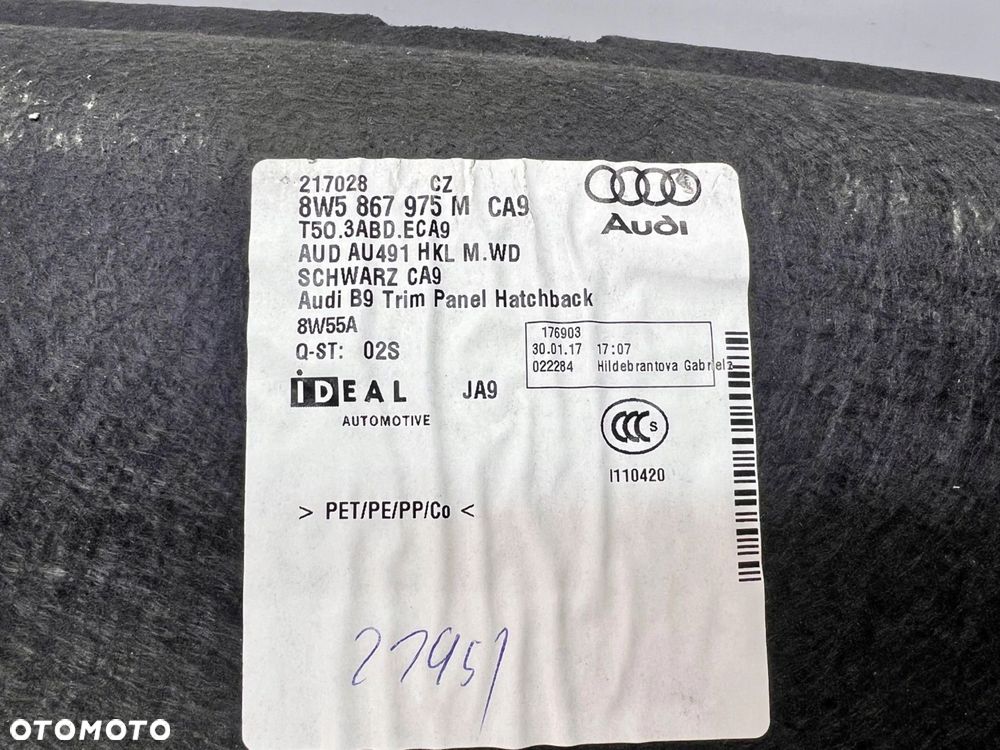 217028 CZ
8W5 867 975 M CA9
T50.3ABD.ECA9
AUD AU491 HKL M.WD
SCHWARZ CA9
Audi B9 Trim Panel Hatchback
8W55A
Q-ST: 02S
Audi
176903
30.01.17 17:07
022284 Hildebrantova Gabriela
IDEAL
AUTOMOTIVE
JA9
CCC S
I110420
> PET/PE/PP/Co <
21951
OTOMOTO